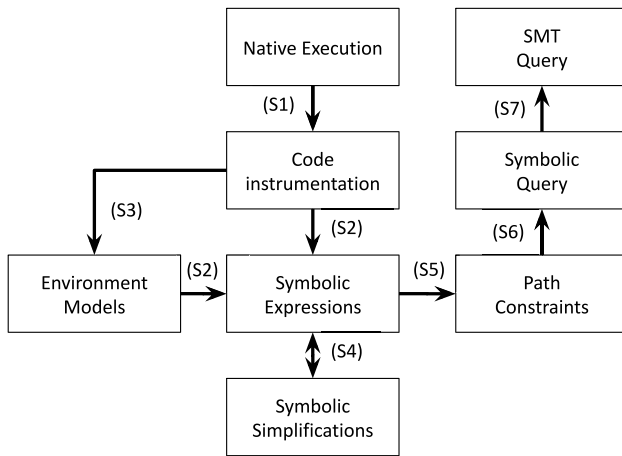 Native Execution
SMT
Query
(S1)
(S7)
Code
instrumentation
Symbolic
Query
(S3)
(S2)
(S6)
Environment
Models
(S2)
Symbolic
Expressions
(S5)
Path
Constraints
(S4)
Symbolic
Simplifications